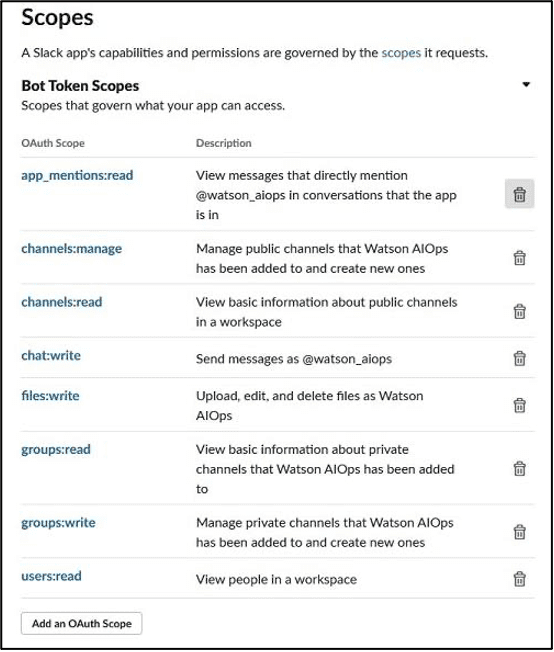 Scopes
A Slack app's capabilities and permissions are governed by the scopes it requests.
Bot Token Scopes
Scopes that govern what your app can access.
OAuth Scope Description
app_mentions:read View messages that directly mention
@watson_aiops in conversations that the app
is in
channels:manage Manage public channels that Watson AIOps
has been added to and create new ones
channels:read View basic information about public channels
in a workspace
chat:write Send messages as @watson_aiops
files:write Upload, edit, and delete files as Watson
AIOps
groups:read View basic information about private
channels that Watson AIOps has been added
to
groups:write Manage private channels that Watson AIOps
has been added to and create new ones
users:read View people in a workspace
Add an OAuth Scope